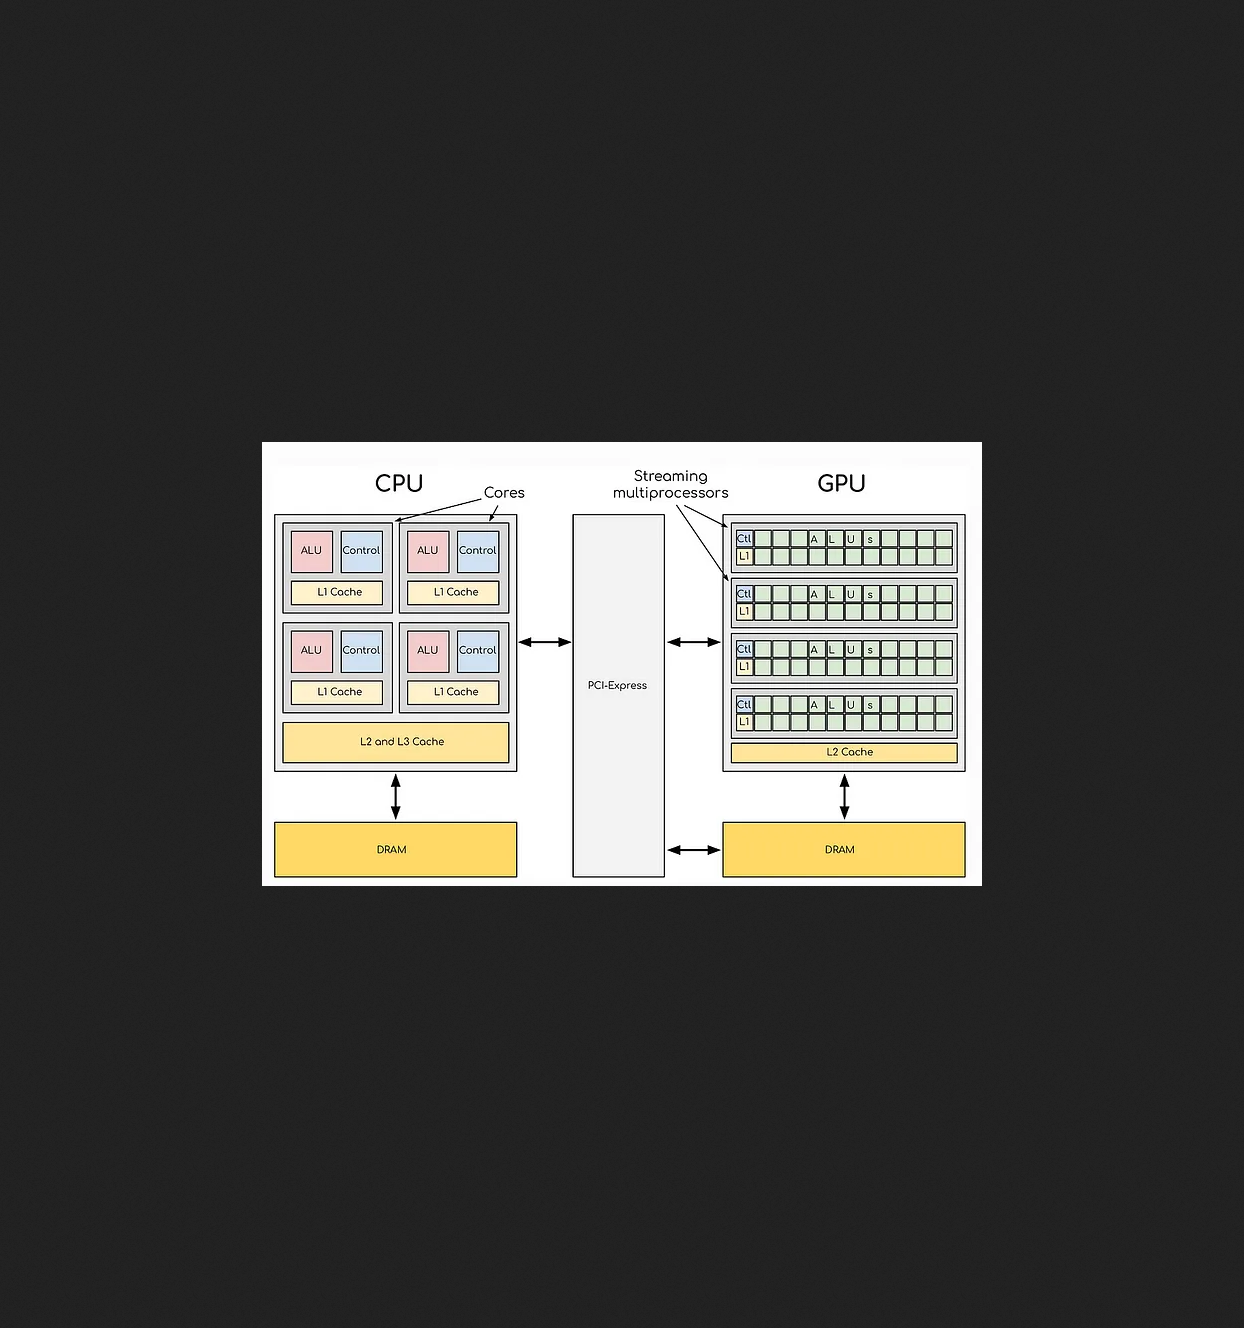 CPU
Cores
Streaming
multiprocessors
GPU
ALU
Control
L1 Cache
ALU
Control
L1 Cache
ALU
Control
L1 Cache
ALU
Control
L1 Cache
L2 and L3 Cache
DRAM
PCI-Express
Ctl A L U s
L1
Ctl A L U s
L1
Ctl A L U s
L1
Ctl A L U s
L1
L2 Cache
DRAM